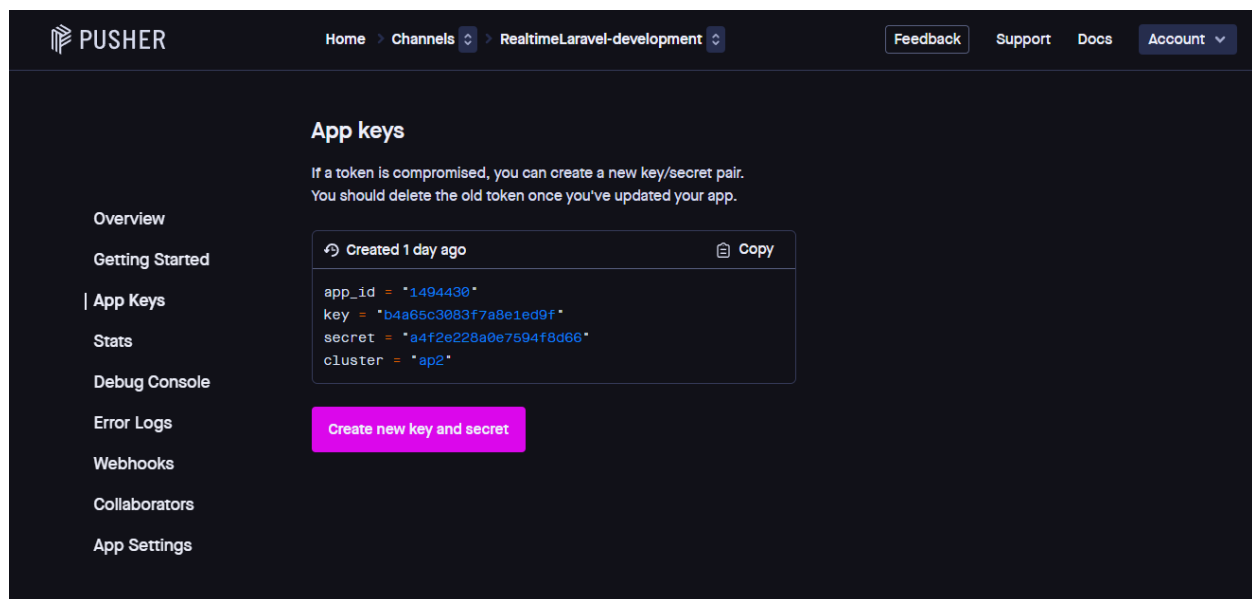 PUSHER
Home > Channels > RealtimeLaravel-development
Feedback
Support
Docs
Account
App keys
If a token is compromised, you can create a new key/secret pair.
You should delete the old token once you've updated your app.
Overview
Getting Started
App Keys
Stats
Debug Console
Error Logs
Webhooks
Collaborators
App Settings
Created 1 day ago
Copy
app_id = "1494430"
key = "b4a65c3083f7a8e1ed9f"
secret = "a4f2e228a0e7594f8d66"
cluster = "ap2"
Create new key and secret